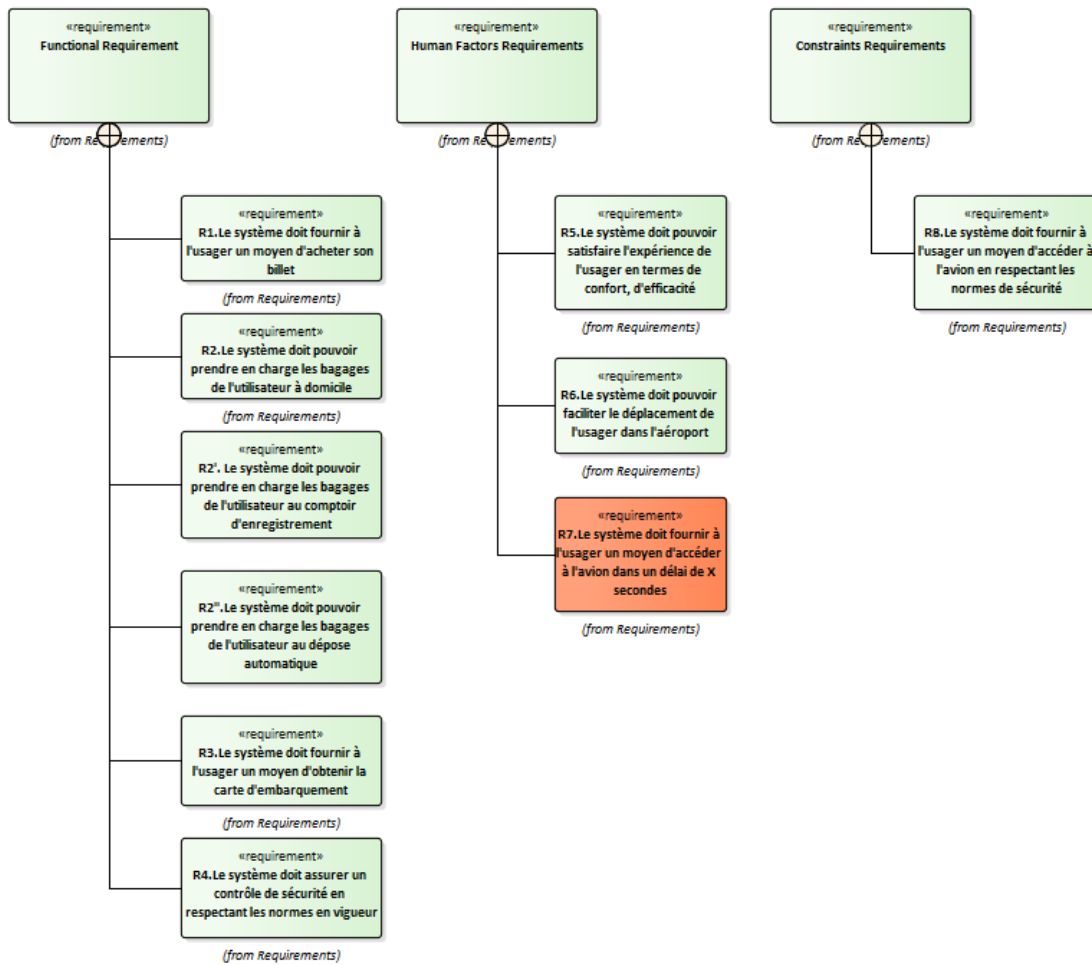 «requirement»
Functional Requirement
(from Requirements)
«requirement»
R1.Le système doit fournir à
l'usager un moyen d'acheter son
billet
(from Requirements)
«requirement»
R2.Le système doit pouvoir
prendre en charge les bagages
de l'utilisateur à domicile
(from Requirements)
«requirement»
R2'. Le système doit pouvoir
prendre en charge les bagages
de l'utilisateur au comptoir
d'enregistrement
«requirement»
R2".Le système doit pouvoir
prendre en charge les bagages
de l'utilisateur au dépose
automatique
«requirement»
R3.Le système doit fournir à
l'usager un moyen d'obtenir la
carte d'embarquement
(from Requirements)
«requirement»
R4.Le système doit assurer un
contrôle de sécurité en
respectant les normes en vigueur
(from Requirements)
«requirement»
Human Factors Requirements
(from Requirements)
«requirement»
R5.Le système doit pouvoir
satisfaire l'expérience de
l'usager en termes de
confort, d'efficacité
(from Requirements)
«requirement»
R6.Le système doit pouvoir
faciliter le déplacement de
l'usager dans l'aéroport
(from Requirements)
«requirement»
R7.Le système doit fournir à
l'usager un moyen d'accéder
à l'avion dans un délai de X
secondes
(from Requirements)
«requirement»
Constraints Requirements
(from Requirements)
«requirement»
R8.Le système doit fournir à
l'usager un moyen d'accéder à
l'avion en respectant les
normes de sécurité
(from Requirements)